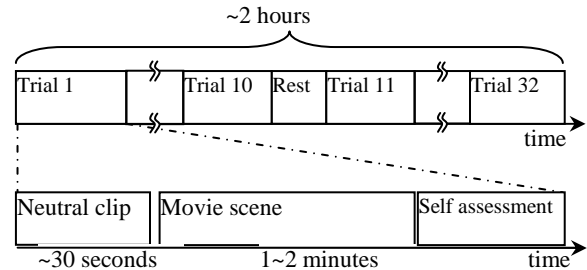 ~2 hours
Trial 1 Trial 10 Rest Trial 11 Trial 32
time
Neutral clip Movie scene Self assessment
~30 seconds 1~2 minutes time